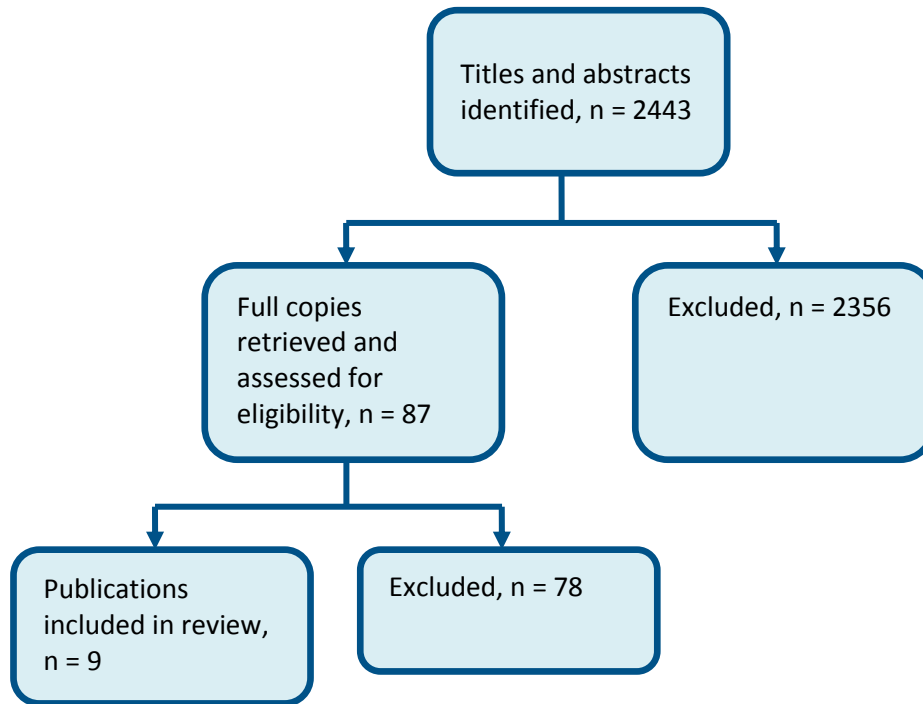 Titles and abstracts
identified, n = 2443
Full copies
retrieved and
assessed for
eligibility, n = 87
Excluded, n = 2356
Publications
included in review,
n = 9
Excluded, n = 78